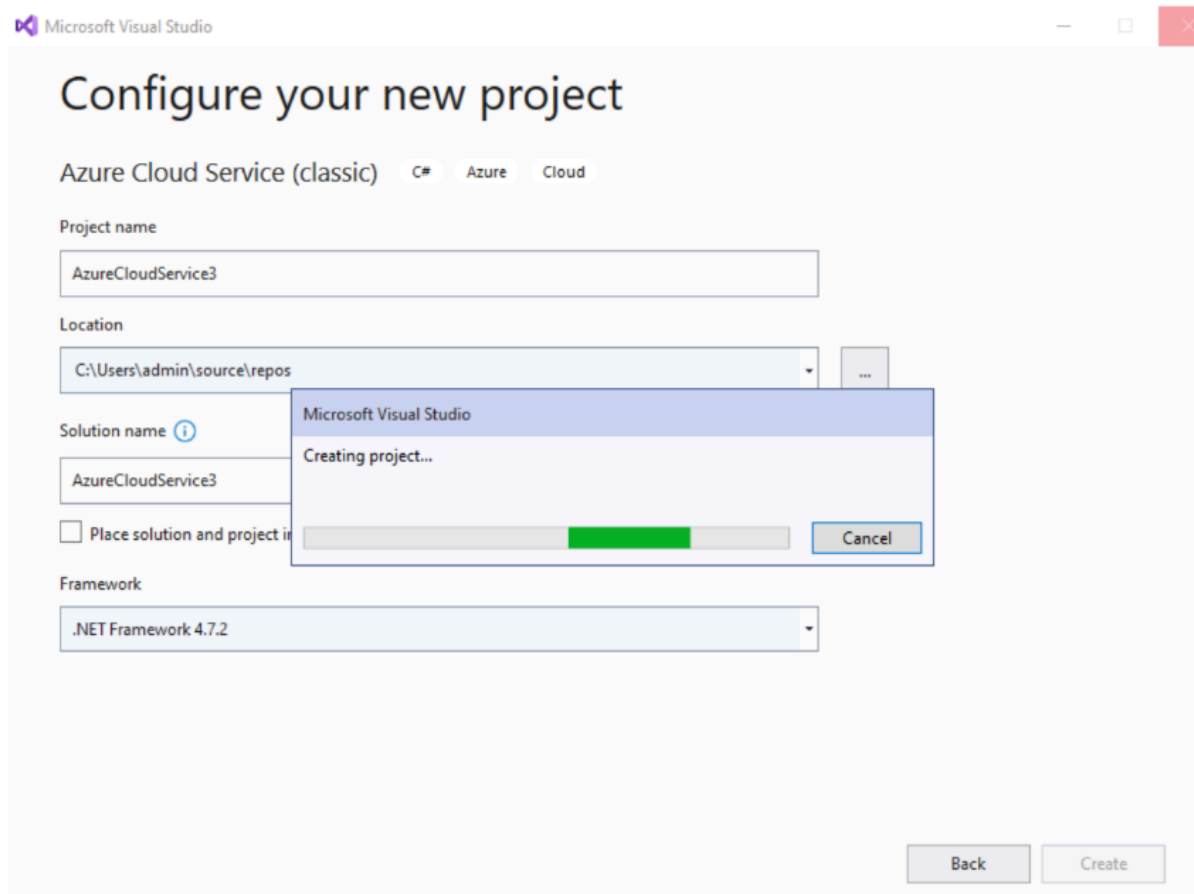 Microsoft Visual Studio
Configure your new project
Azure Cloud Service (classic) C# Azure Cloud
Project name
AzureCloudService3
Location
C:\Users\admin\source\repos
...
Microsoft Visual Studio
Solution name
Creating project...
AzureCloudService3
Place solution and project
Cancel
Framework
.NET Framework 4.7.2
Back Create